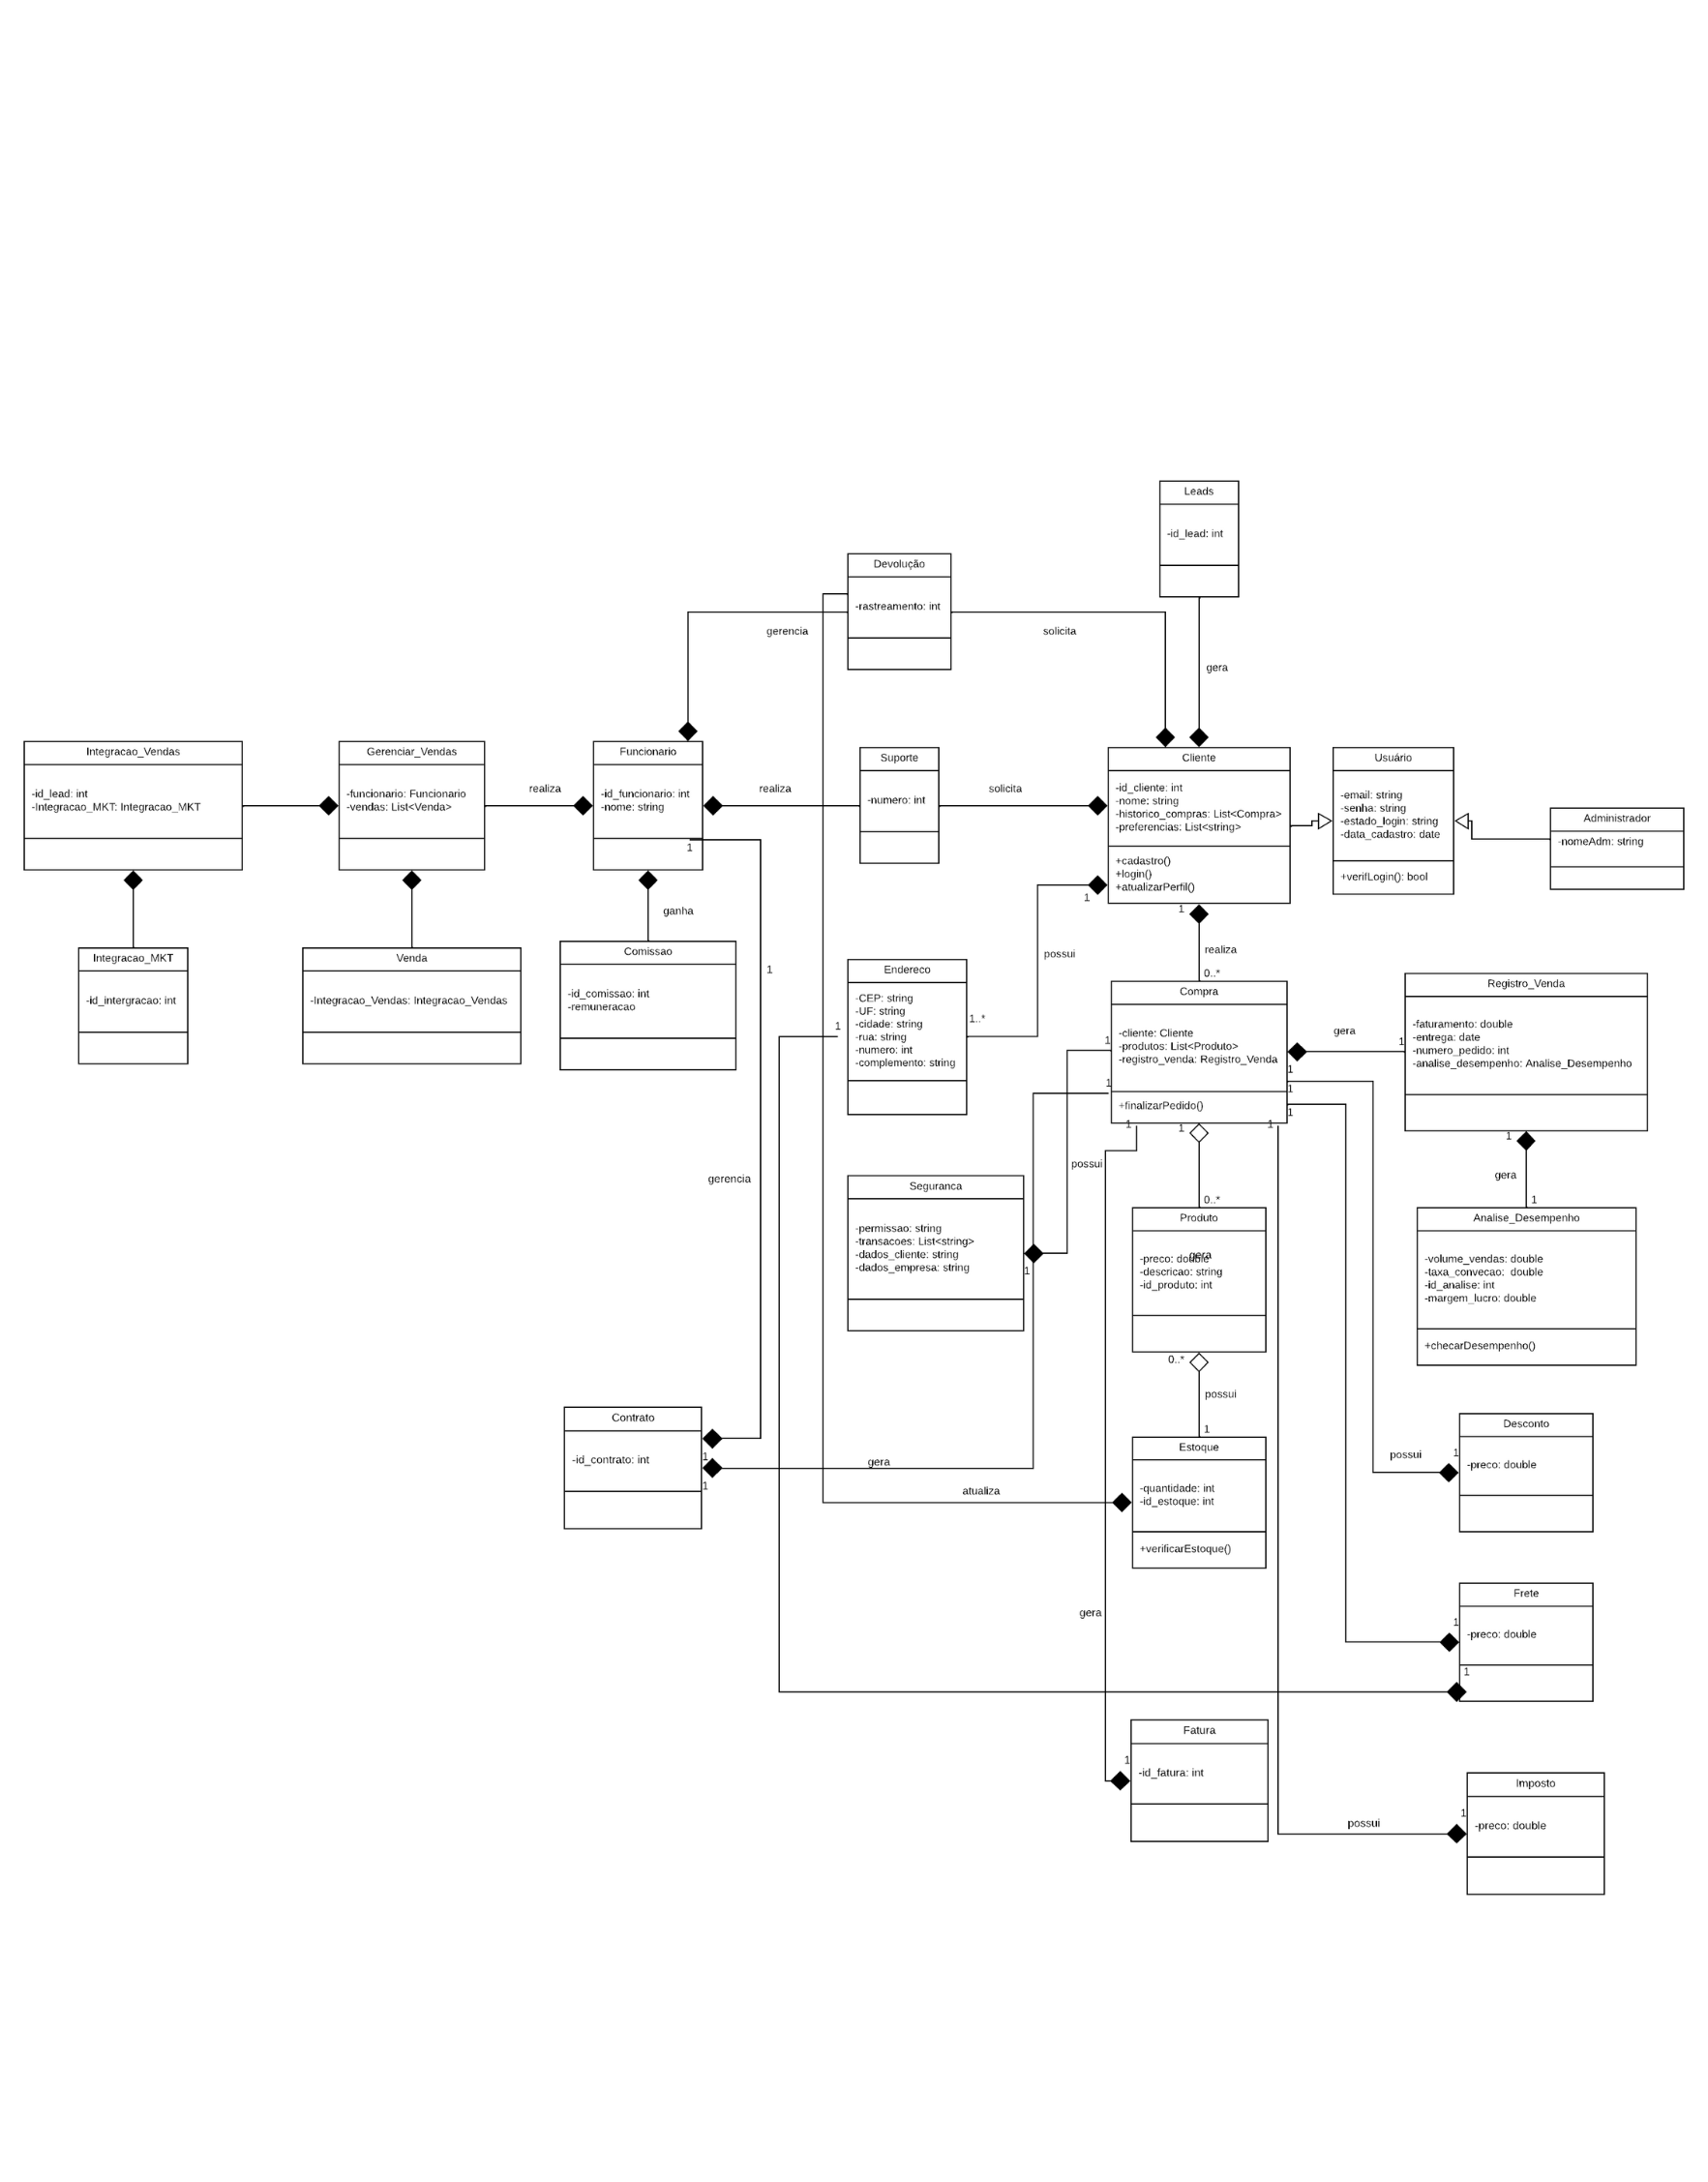 Leads
-id_lead: int
Devolução
-rastreamento: int
gerencia
solicita
gera
Integracao_Vendas
-id_lead: int
-Integracao_MKT: Integracao_MKT
Gerenciar_Vendas
-funcionario: Funcionario
-vendas: List<Venda>
realiza
Funcionario
-id_funcionario: int
-nome: string
1
realiza
Suporte
-numero: int
solicita
Cliente
-id_cliente: int
-nome: string
-historico_compras: List<Compra>
-preferencias: List<string>
+cadastro()
+login()
+atualizarPerfil()
Usuário
-email: string
-senha: string
-estado_login: string
-data_cadastro: date
+verifLogin(): bool
Administrador
-nomeAdm: string
1
1
ganha
realiza
0..*
possui
Integracao_MKT
-id_intergracao: int
Venda
-Integracao_Vendas: Integracao_Vendas
Comissao
-id_comissao: int
-remuneracao
1
gerencia
Endereco
-CEP: string
-UF: string
-cidade: string
-rua: string
-numero: int
-complemento: string
1..*
1
Compra
-cliente: Cliente
-produtos: List<Produto>
-registro_venda: Registro_Venda
+finalizarPedido()
1
1
1
1
1
1
1
1
gera
1
Registro_Venda
-faturamento: double
-entrega: date
-numero_pedido: int
-analise_desempenho: Analise_Desempenho
1
gera
1
possui
Seguranca
-permissao: string
-transacoes: List<string>
-dados_cliente: string
-dados_empresa: string
1
0..*
Produto
gera
-preco: double
-descricao: string
-id_produto: int
0..*
possui
1
Analise_Desempenho
-volume_vendas: double
-taxa_convecao:  double
-id_analise: int
-margem_lucro: double
+checarDesempenho()
Contrato
-id_contrato: int
1
1
gera
atualiza
Estoque
-quantidade: int
-id_estoque: int
+verificarEstoque()
possui
1
Desconto
-preco: double
gera
Frete
-preco: double
1
1
Fatura
-id_fatura: int
1
possui
1
Imposto
-preco: double